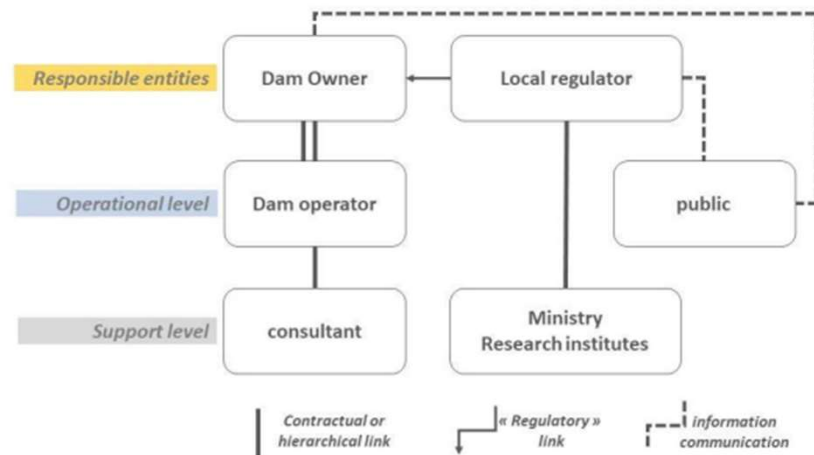 Responsible entities
Dam Owner
Local regulator
Operational level
Dam operator
public
Support level
consultant
Ministry
Research institutes
Contractual or
hierarchical link
« Regulatory »
link
information
communication